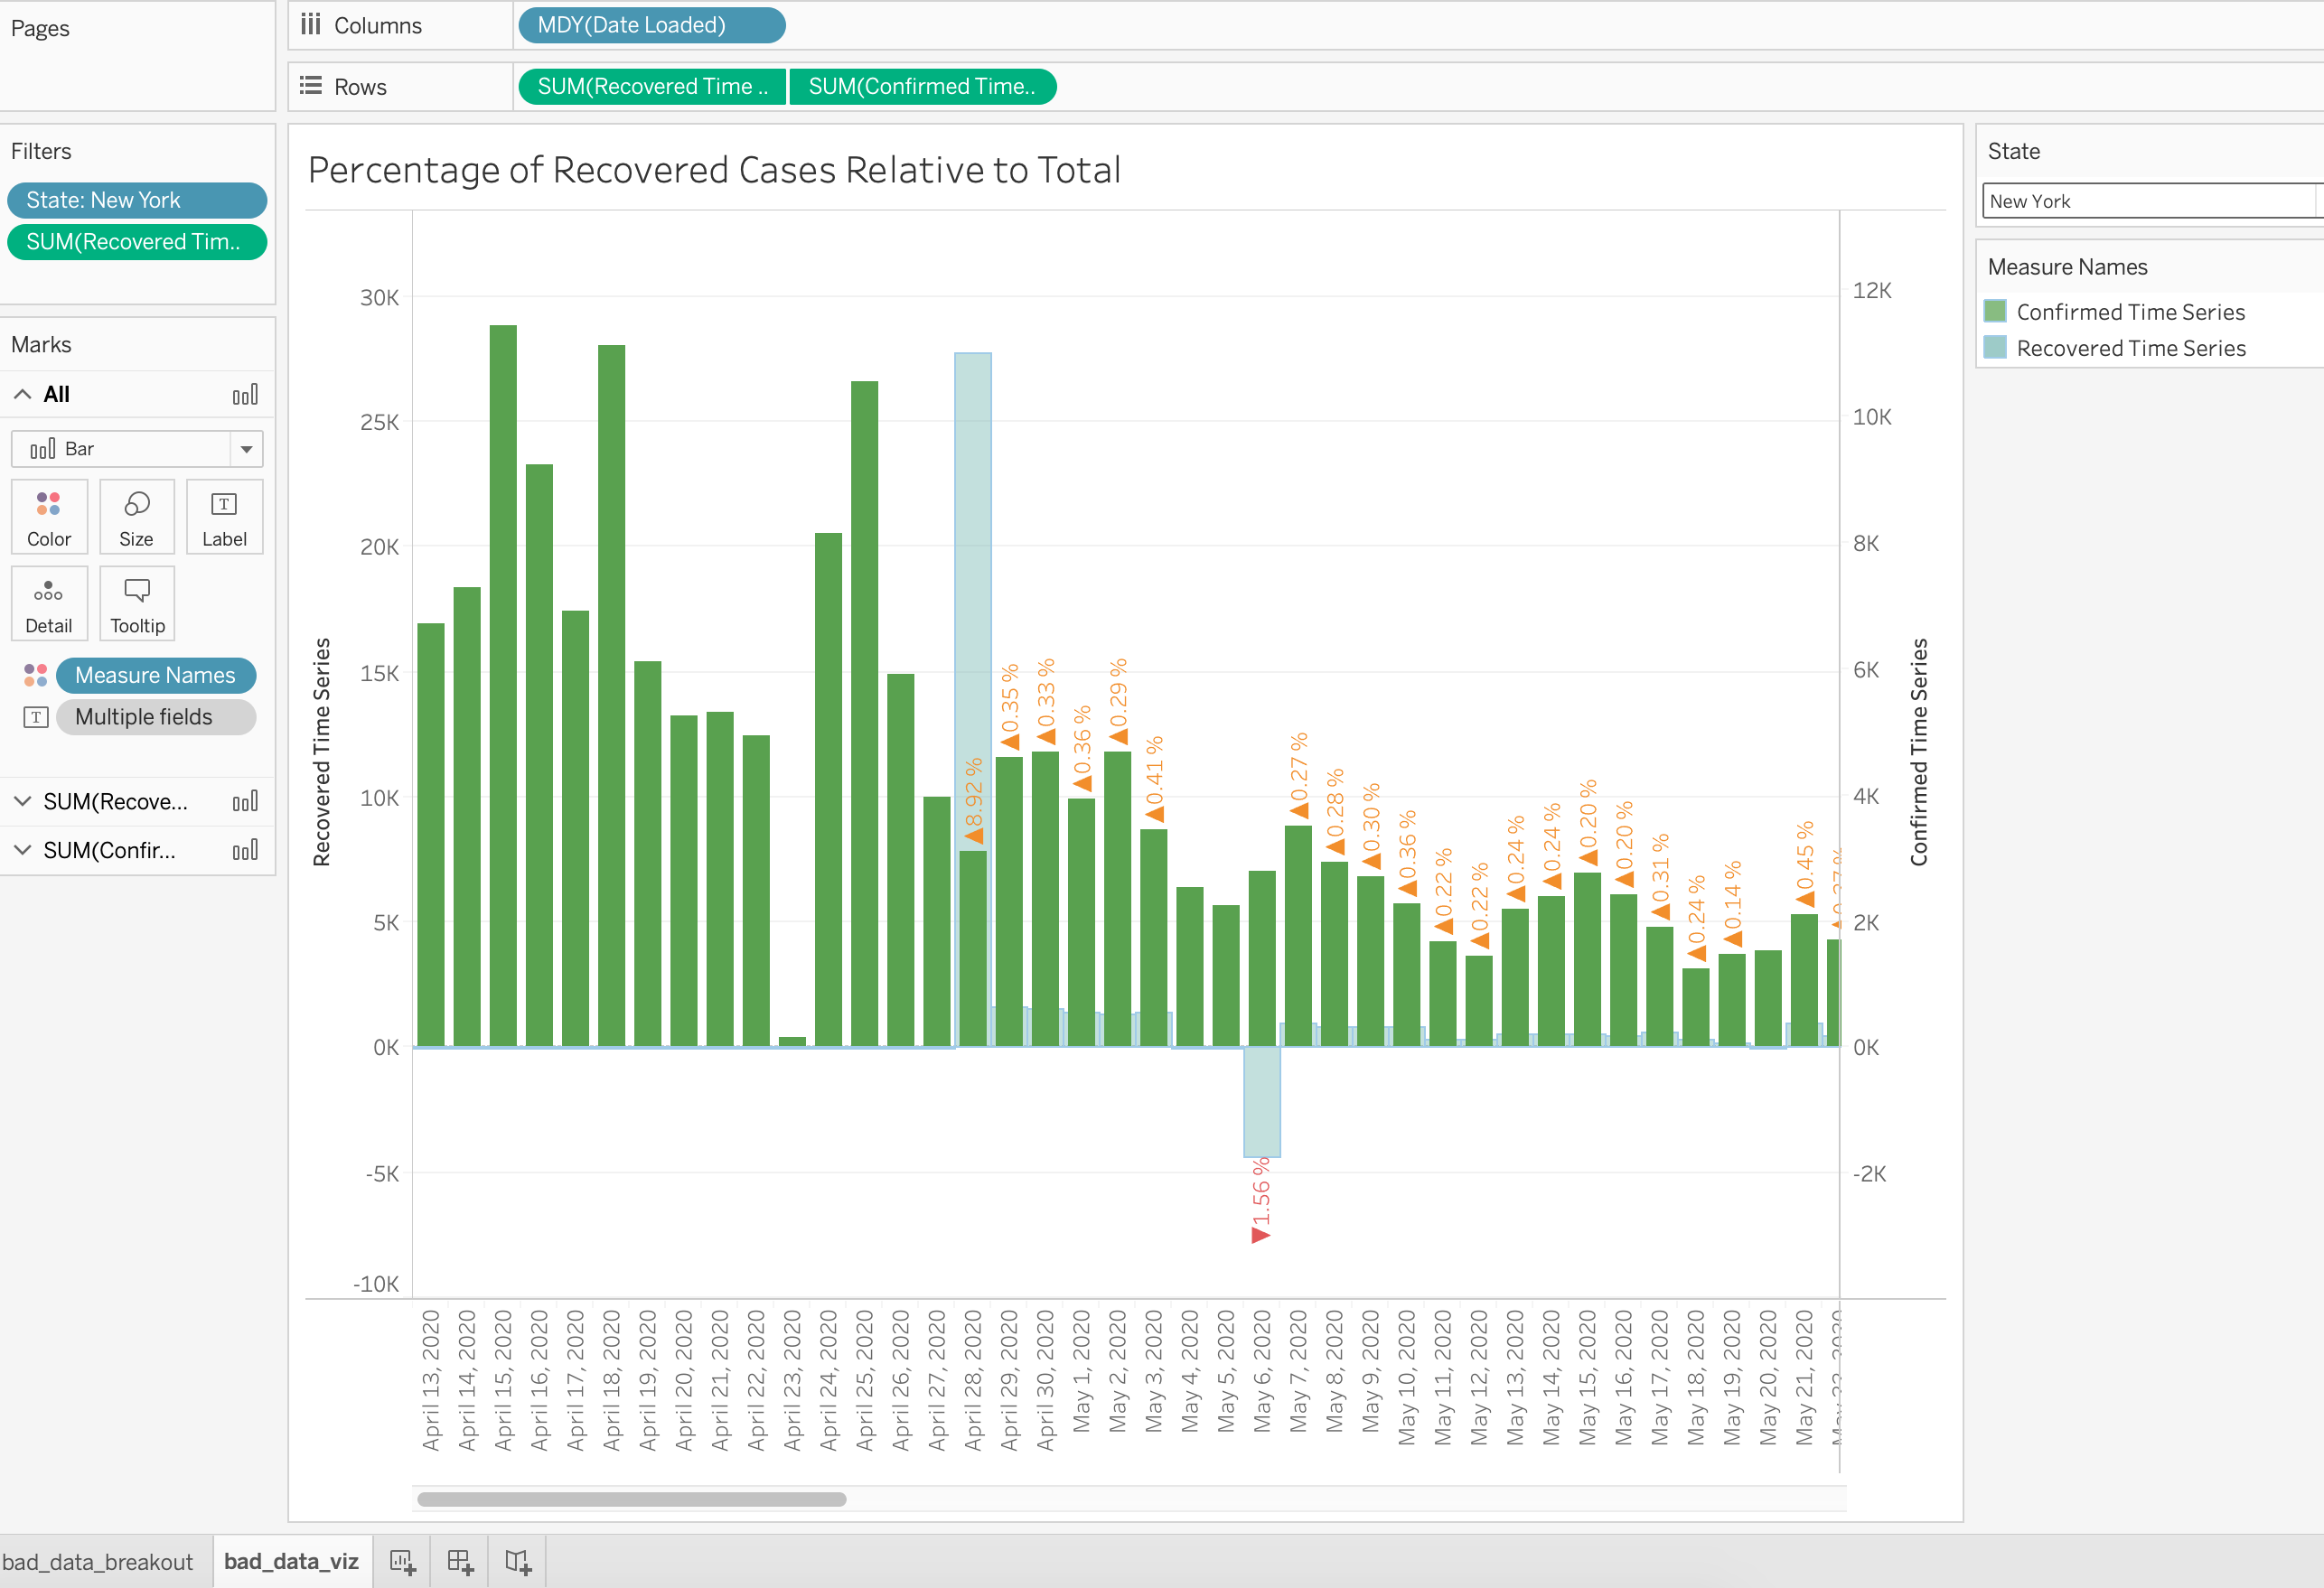 Pages
Columns
MDY(Date Loaded)
Rows
SUM(Recovered Time ..
SUM(Confirmed Time..
Filters
State: New York
SUM(Recovered Tim..
Marks
All
Bar
Color
Size
Label
Detail
Tooltip
Measure Names
Multiple fields
SUM(Recove...
SUM(Confir...
Percentage of Recovered Cases Relative to Total
Recovered Time Series
30K
25K
20K
15K
10K
5K
0K
-5K
-10K
8.92 %
0.35 %
0.33 %
0.36 %
0.29 %
0.41 %
1.56 %
0.27 %
0.28 %
0.30 %
0.36 %
0.22 %
0.22 %
0.24 %
0.24 %
0.20 %
0.20 %
0.31 %
0.24 %
0.14 %
0.45 %
12K
10K
8K
6K
4K
2K
0K
-2K
Confirmed Time Series
April 13, 2020
April 14, 2020
April 15, 2020
April 16, 2020
April 17, 2020
April 18, 2020
April 19, 2020
April 20, 2020
April 21, 2020
April 22, 2020
April 23, 2020
April 24, 2020
April 25, 2020
April 26, 2020
April 27, 2020
April 28, 2020
April 29, 2020
April 30, 2020
May 1, 2020
May 2, 2020
May 3, 2020
May 4, 2020
May 5, 2020
May 6, 2020
May 7, 2020
May 8, 2020
May 9, 2020
May 10, 2020
May 11, 2020
May 12, 2020
May 13, 2020
May 14, 2020
May 15, 2020
May 16, 2020
May 17, 2020
May 18, 2020
May 19, 2020
May 20, 2020
May 21, 2020
State
New York
Measure Names
Confirmed Time Series
Recovered Time Series
bad_data_breakout
bad_data_viz